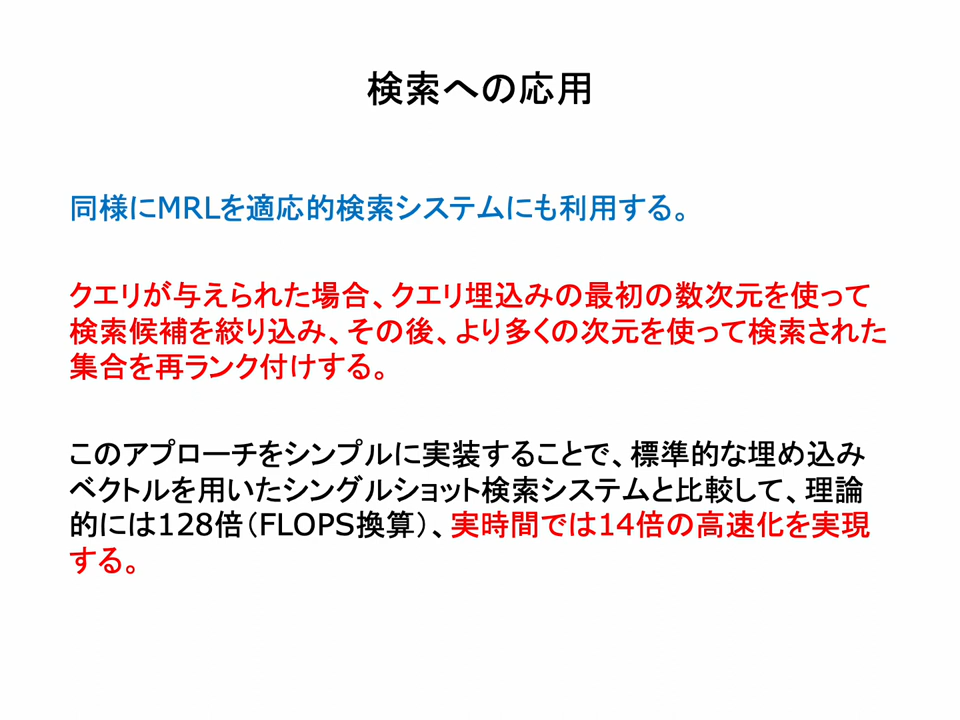 検索への応用
同様にMRLを適応的検索システムにも利用する。
クエリが与えられた場合、クエリ埋込みの最初の数次元を使って
検索候補を絞り込み、その後、より多くの次元を使って検索された
集合を再ランク付けする。
このアプローチをシンプルに実装することで、標準的な埋め込み
ベクトルを用いたシングルショット検索システムと比較して、理論
的には128倍（FLOPS換算）、実時間では14倍の高速化を実現
する。